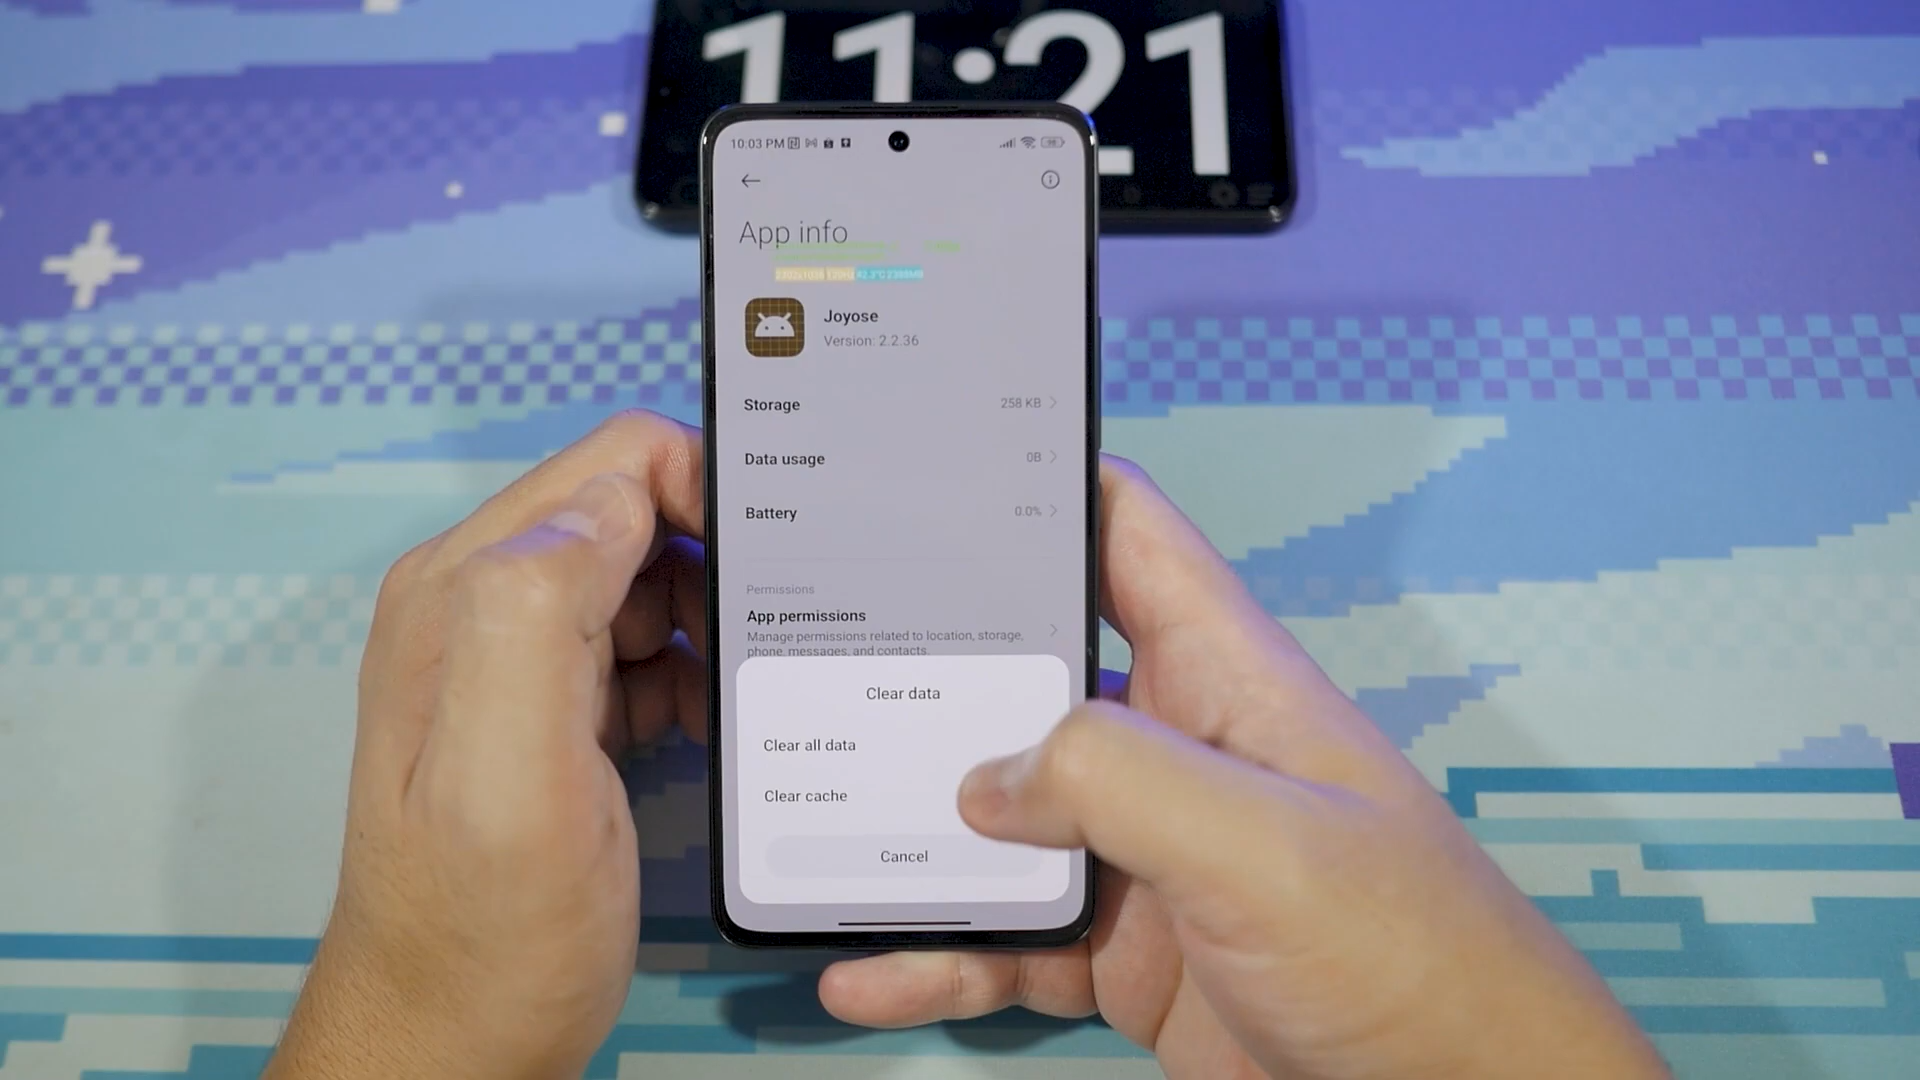 11:21
10:03 PM
App info
Joyose
Version: 2.2.36
Storage
258 KB
Data usage
0B
Battery
0.0%
Permissions
App permissions
Manage permissions related to location, storage,
phone, messages, and contacts.
Clear data
Clear all data
Clear cache
Cancel